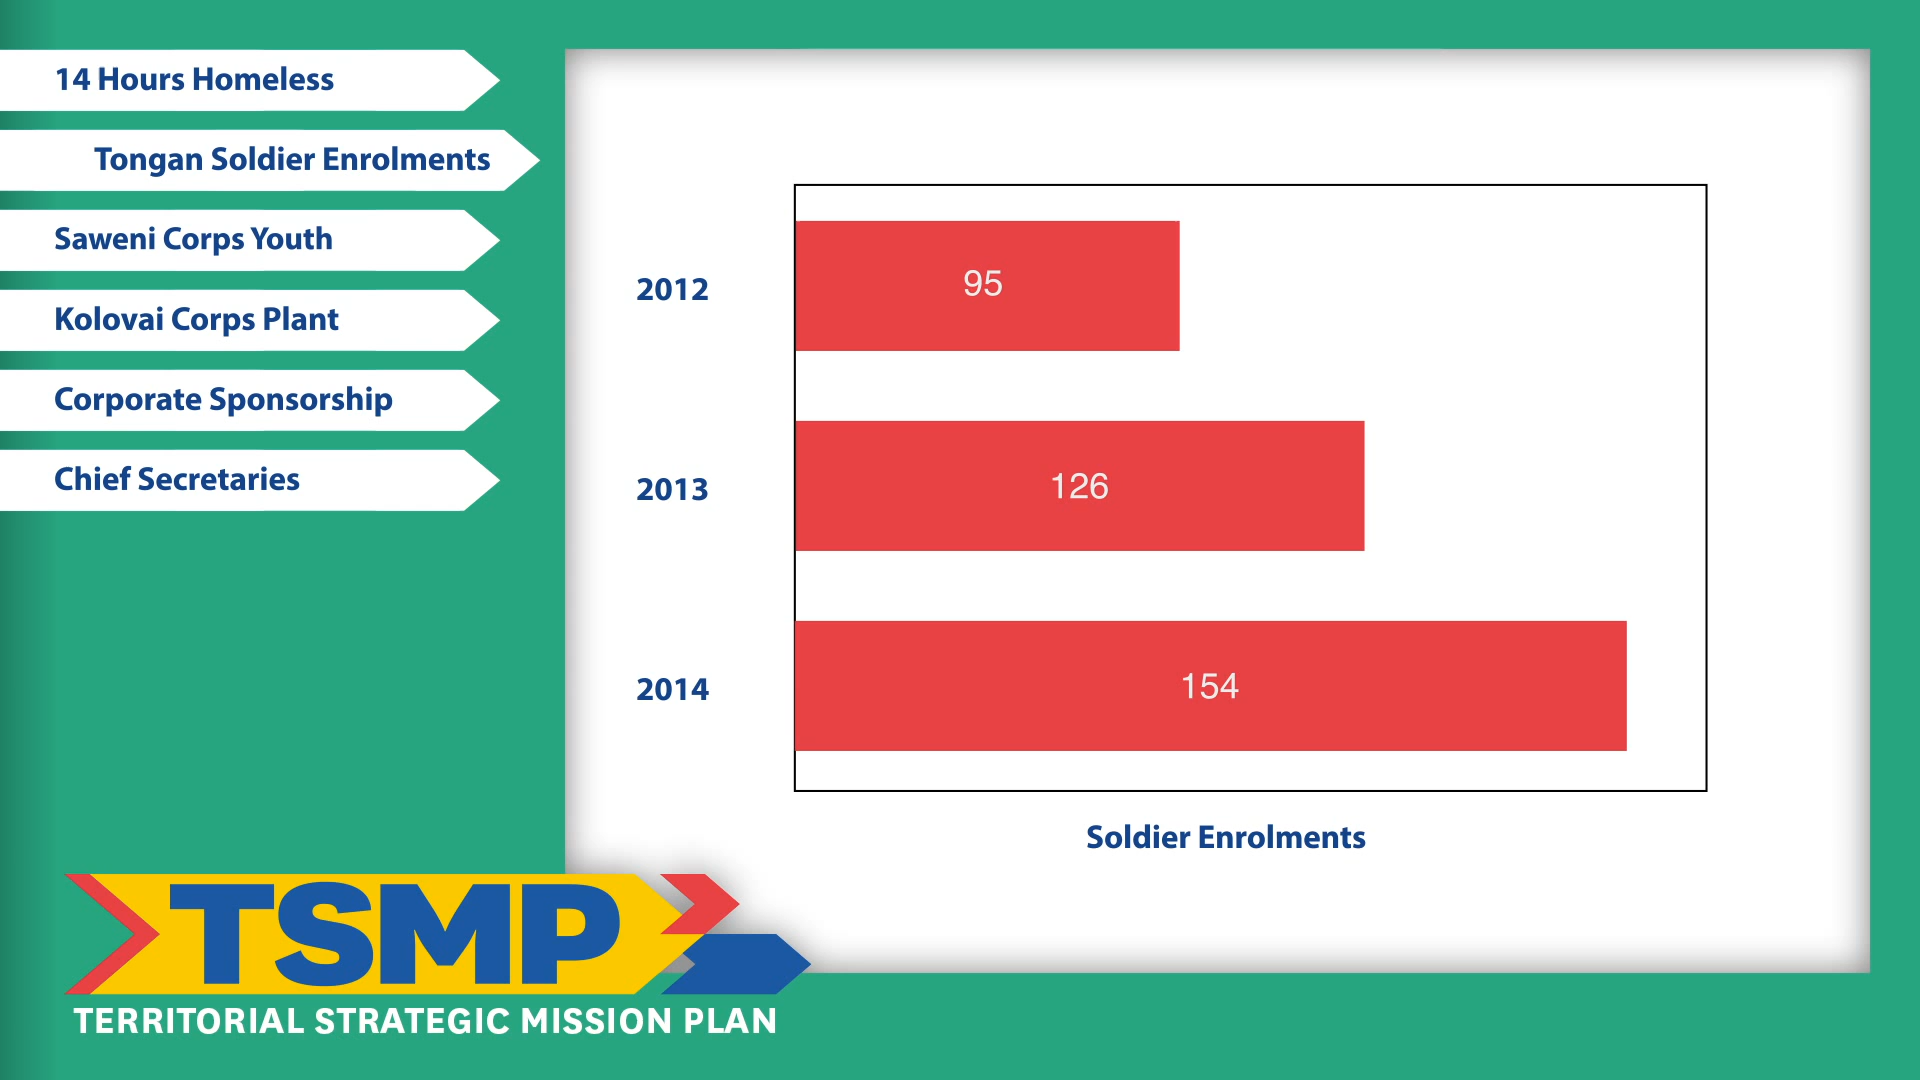 14 Hours Homeless
Tongan Soldier Enrolments
Saweni Corps Youth
Kolovai Corps Plant
Corporate Sponsorship
Chief Secretaries
2012
95
2013
126
2014
154
Soldier Enrolments
TSMP
TERRITORIAL STRATEGIC MISSION PLAN